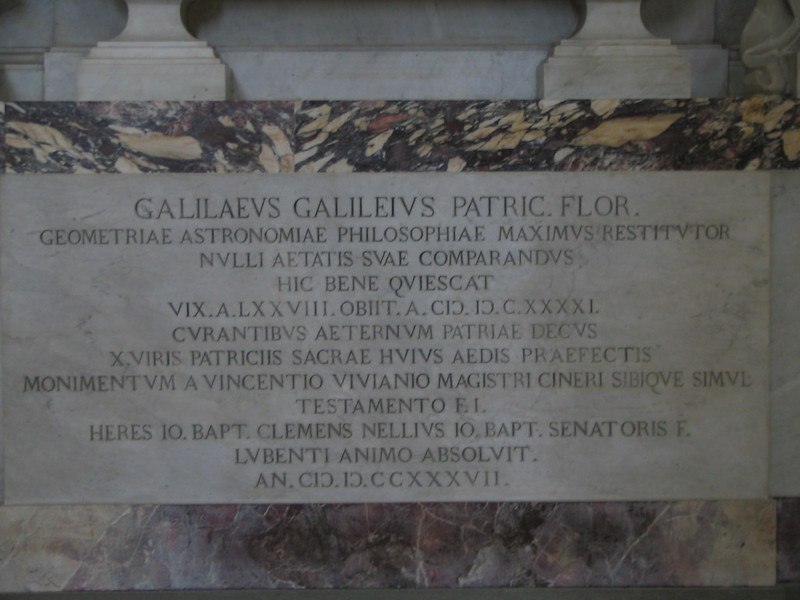 GALILAEVS GALILEIVS PATRIC. FLOR.
GEOMETRIAE ASTRONOMIAE PHILOSOPHIAE MAXIMVS RESTITVTOR
NVLLI AETATIS SVAE COMPARANDVS
HIC BENE QVIESCAT
VIX. A. LXXVIII. OBIIT. A. CIↃ. IↃ. C. XXXXI.
CVRANTIBVS AETERNVM PATRIAE DECVS
X. VIRIS PATRICIIS SACRAE HVIVS AEDIS PRAEFECTIS
MONIMENTVM A VINCENTIO VIVIANIO MAGISTRI CINERI SIBIQVE SIMVL
TESTAMENTO F. I.
HERES IO. BAPT. CLEMENS NELLIVS IO. BAPT. SENATORIS F.
LVBENTI ANIMO ABSOLVIT.
AN. CIↃ. IↃ. CCXXXVII.